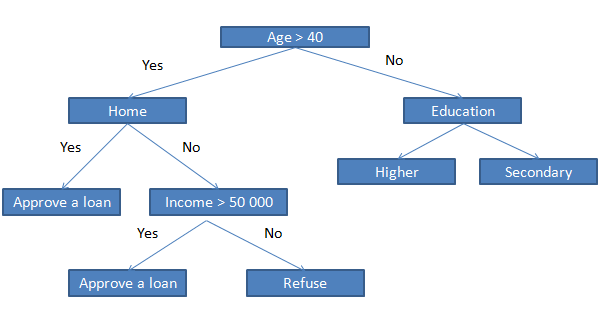 Age > 40
Yes
No
Home
Education
Yes
No
Higher
Secondary
Approve a loan
Income > 50 000
Yes
No
Approve a loan
Refuse